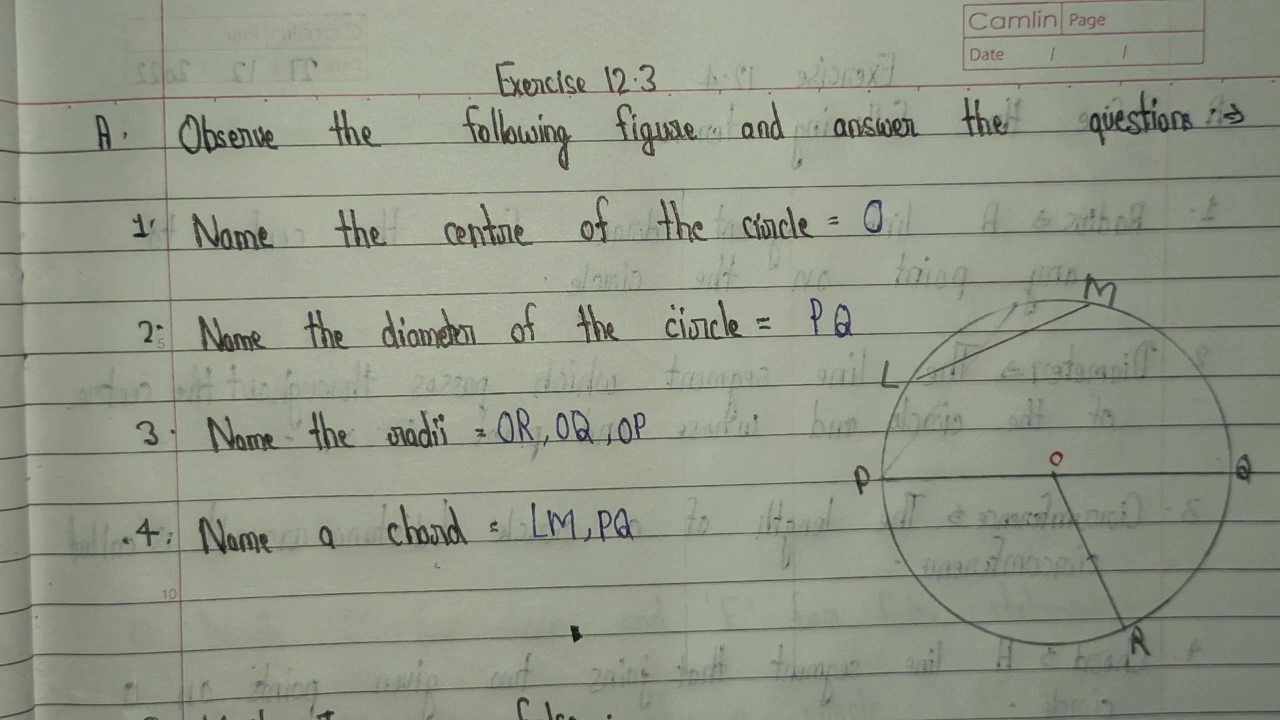 Camlin Page
Date / /
Exercise 12.3
A. Observe the following figure and answer the questions :⇒
1. Name the centre of the circle = O
2. Name the diameter of the circle = PQ
3. Name the radii = OR, OQ, OP
4. Name a chord = LM, PQ
M
L
O
P
Q
R
5
10